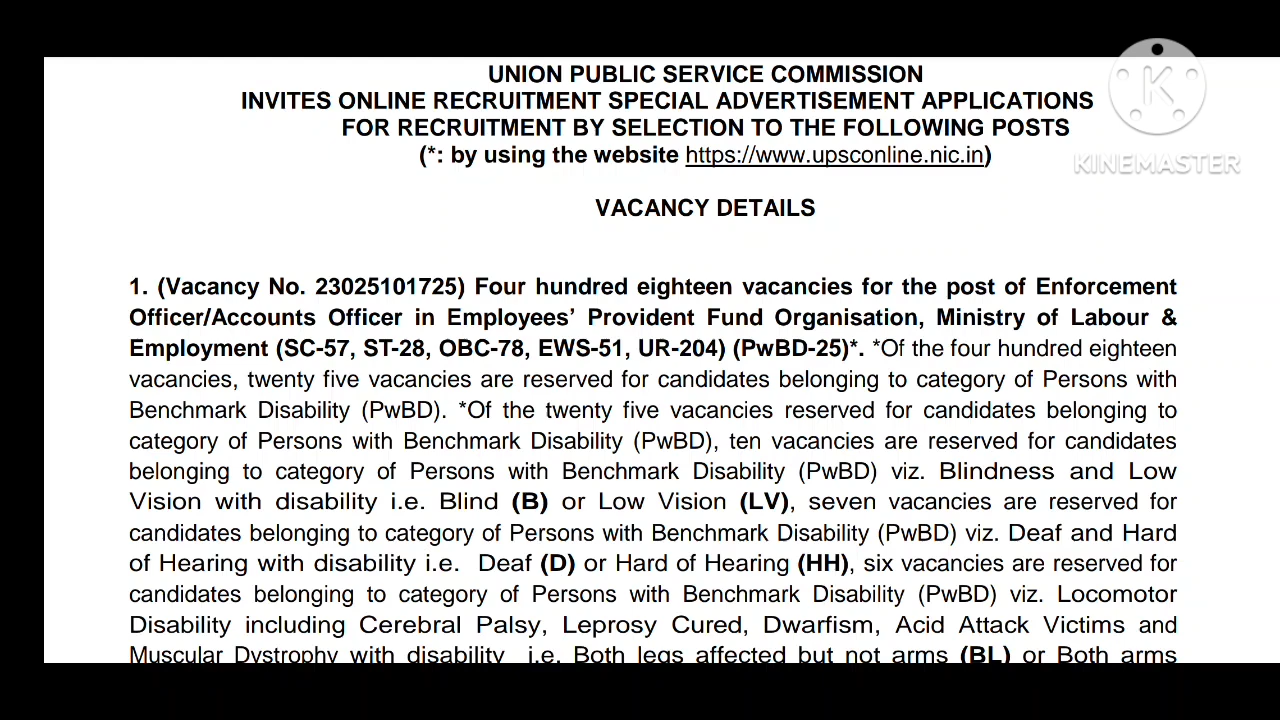 UNION PUBLIC SERVICE COMMISSION
INVITES ONLINE RECRUITMENT SPECIAL ADVERTISEMENT APPLICATIONS
FOR RECRUITMENT BY SELECTION TO THE FOLLOWING POSTS
(*: by using the website https://www.upsconline.nic.in)
K
KINEMASTER
VACANCY DETAILS
1. (Vacancy No. 23025101725) Four hundred eighteen vacancies for the post of Enforcement
Officer/Accounts Officer in Employees’ Provident Fund Organisation, Ministry of Labour &
Employment (SC-57, ST-28, OBC-78, EWS-51, UR-204) (PwBD-25)*. *Of the four hundred eighteen
vacancies, twenty five vacancies are reserved for candidates belonging to category of Persons with
Benchmark Disability (PwBD). *Of the twenty five vacancies reserved for candidates belonging to
category of Persons with Benchmark Disability (PwBD), ten vacancies are reserved for candidates
belonging to category of Persons with Benchmark Disability (PwBD) viz. Blindness and Low
Vision with disability i.e. Blind (B) or Low Vision (LV), seven vacancies are reserved for
candidates belonging to category of Persons with Benchmark Disability (PwBD) viz. Deaf and Hard
of Hearing with disability i.e. Deaf (D) or Hard of Hearing (HH), six vacancies are reserved for
candidates belonging to category of Persons with Benchmark Disability (PwBD) viz. Locomotor
Disability including Cerebral Palsy, Leprosy Cured, Dwarfism, Acid Attack Victims and
Muscular Dystrophy with disability i.e. Both legs affected but not arms (BL) or Both arms